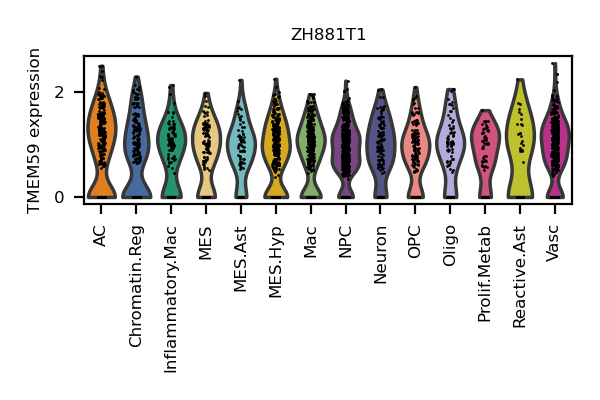 ZH881T1
TMEM59 expression
2
0
AC
Chromatin.Reg
Inflammatory.Mac
MES
MES.Ast
MES.Hyp
Mac
NPC
Neuron
OPC
Oligo
Prolif.Metab
Reactive.Ast
Vasc